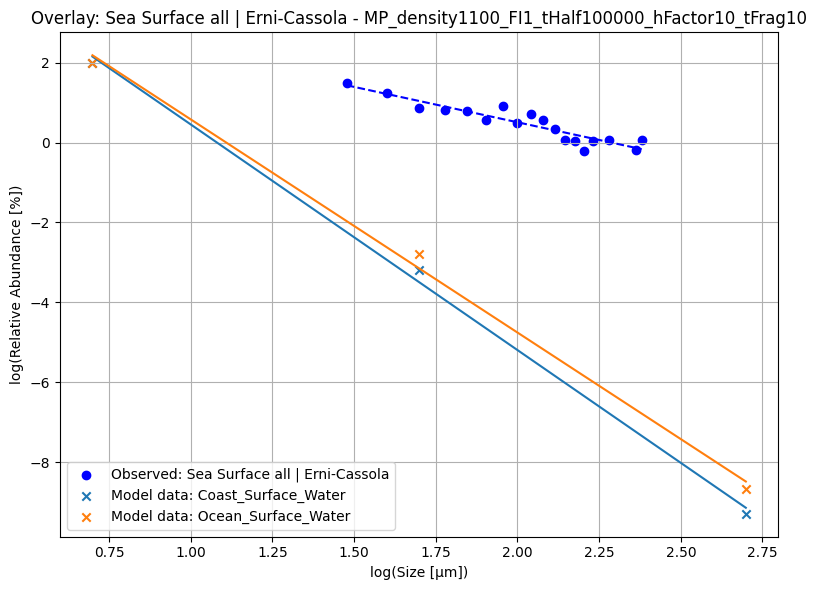 Overlay: Sea Surface all | Erni-Cassola - MP_density1100_FI1_tHalf100000_hFactor10_tFrag10
log(Relative Abundance [%])
2
0
−2
−4
−6
−8
Observed: Sea Surface all | Erni-Cassola
Model data: Coast_Surface_Water
Model data: Ocean_Surface_Water
0.75 1.00 1.25 1.50 1.75 2.00 2.25 2.50 2.75
log(Size [μm])